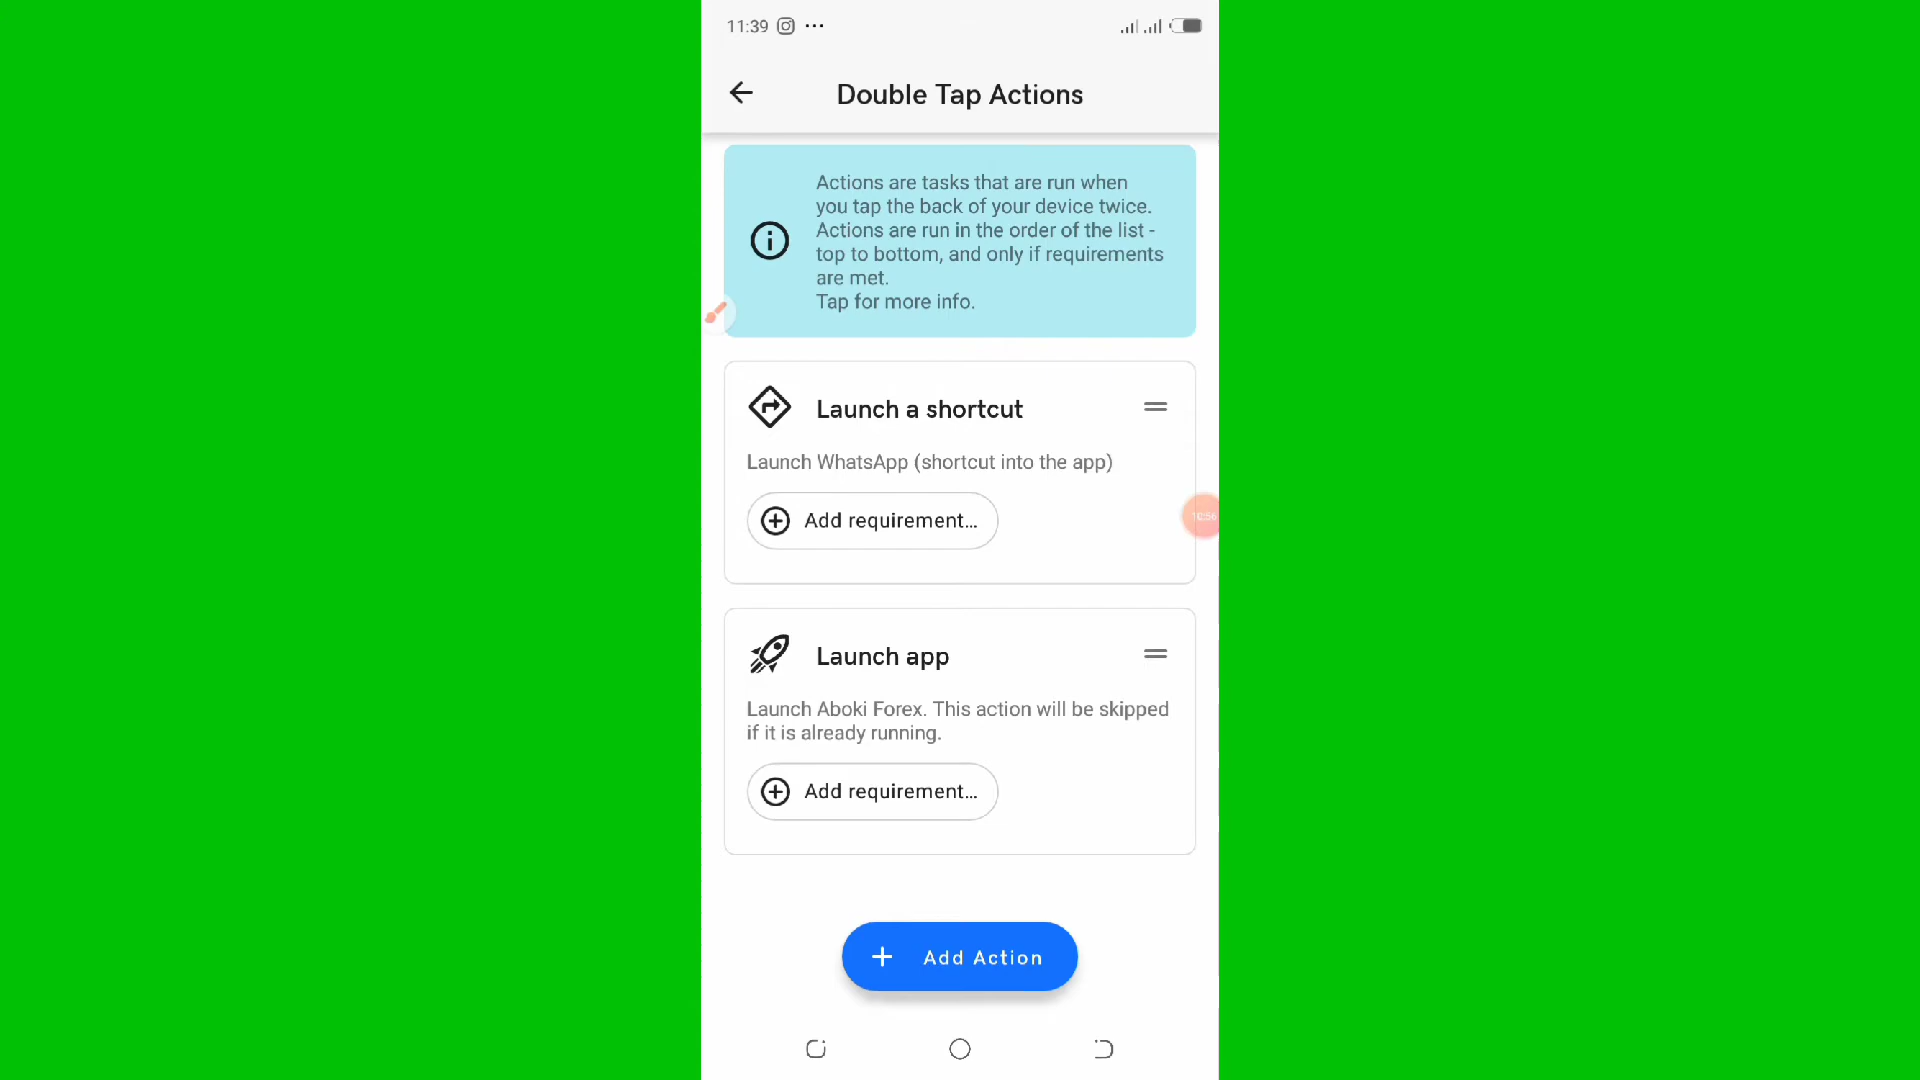 11:39
Double Tap Actions
Actions are tasks that are run when
you tap the back of your device twice.
Actions are run in the order of the list -
top to bottom, and only if requirements
are met.
Tap for more info.
Launch a shortcut
Launch WhatsApp (shortcut into the app)
Add requirement...
10:56
Launch app
Launch Aboki Forex. This action will be skipped
if it is already running.
Add requirement...
Add Action